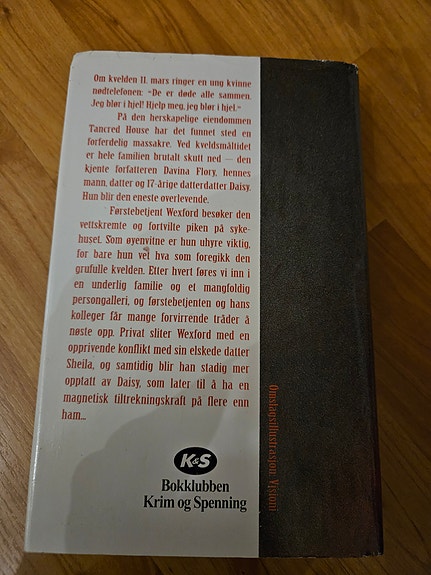 Om kvelden 11. mars ringer en ung kvinne
nødtelefonen: "De er døde alle sammen.
Jeg blør i hjel! Hjelp meg, jeg blør i hjel."
På den herskapelige eiendommen
Tancred House har det funnet sted en
forferdelig massakre. Ved kveldsmåltidet
er hele familien brutalt skutt ned — den
kjente forfatteren Davina Flory, hennes
mann, datter og 17-årige datterdatter Daisy.
Hun blir den eneste overlevende.
Førstebetjent Wexford besøker den
vettskremte og fortvilte piken på syke-
huset. Som øyenvitne er hun uhyre viktig,
for bare hun vet hva som foregikk den
grufulle kvelden. Etter hvert føres vi inn i
en underlig familie og et mangfoldig
persongalleri, og førstebetjenten og hans
kolleger får mange forvirrende tråder å
nøste opp. Privat sliter Wexford med en
opprivende konflikt med sin elskede datter
Sheila, og samtidig blir han stadig mer
opptatt av Daisy, som later til å ha en
magnetisk tiltrekningskraft på flere enn
ham...
K&S
Bokklubben
Krim og Spenning
Omslagsillustrasjon: Visioni